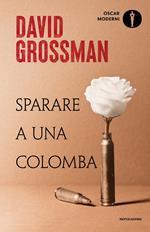 DAVID
GROSSMAN
OSCAR
MODERNI
SPARARE
A UNA
COLOMBA
MONDADORI